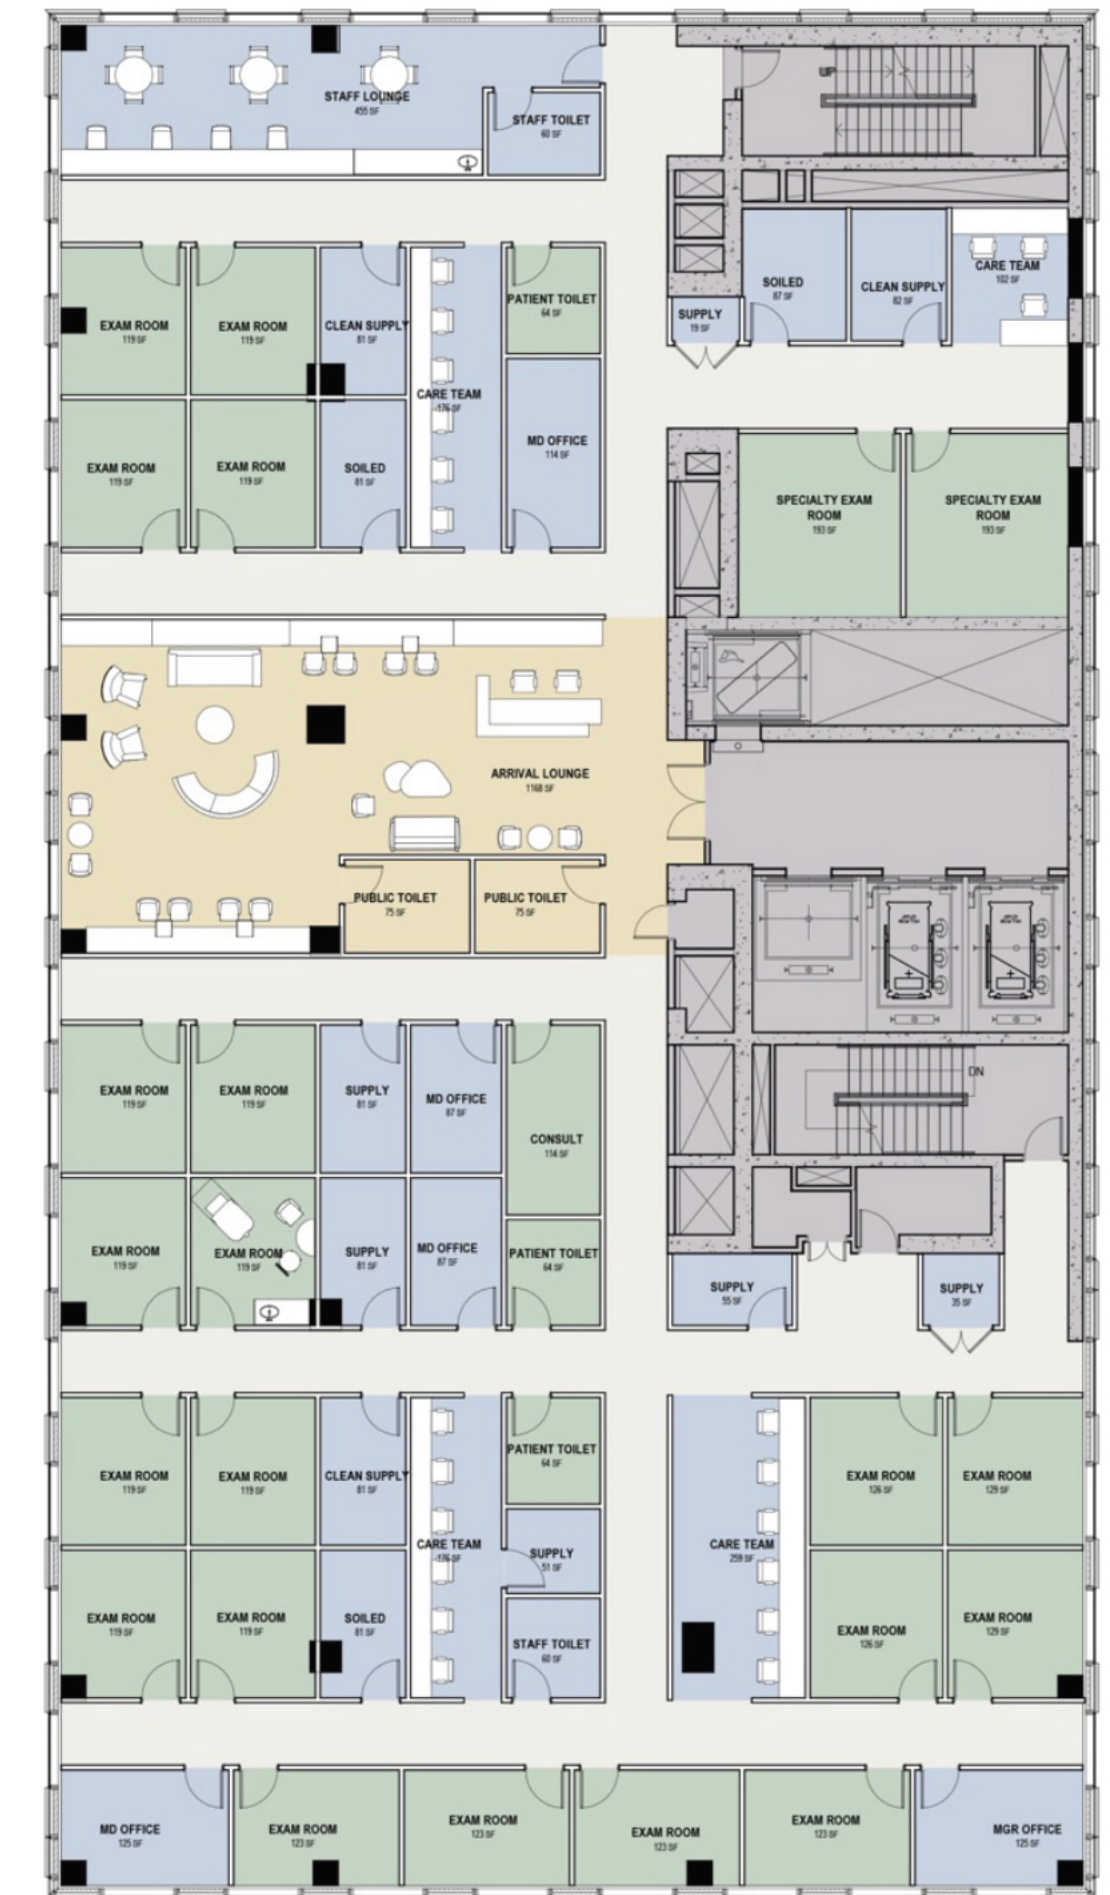 UP
STAFF LOUNGE
455 SF
STAFF TOILET
60 SF
SOILED
87 SF
CLEAN SUPPLY
82 SF
CARE TEAM
102 SF
SUPPLY
19 SF
EXAM ROOM
119 SF
EXAM ROOM
119 SF
CLEAN SUPPLY
81 SF
PATIENT TOILET
64 SF
CARE TEAM
176 SF
EXAM ROOM
119 SF
EXAM ROOM
119 SF
SOILED
81 SF
MD OFFICE
114 SF
SPECIALTY EXAM
ROOM
193 SF
SPECIALTY EXAM
ROOM
193 SF
ARRIVAL LOUNGE
1168 SF
PUBLIC TOILET
75 SF
PUBLIC TOILET
75 SF
EXAM ROOM
119 SF
EXAM ROOM
119 SF
SUPPLY
81 SF
MD OFFICE
87 SF
CONSULT
114 SF
DN
EXAM ROOM
119 SF
EXAM ROOM
119 SF
SUPPLY
81 SF
MD OFFICE
87 SF
PATIENT TOILET
64 SF
SUPPLY
55 SF
SUPPLY
35 SF
EXAM ROOM
119 SF
EXAM ROOM
119 SF
CLEAN SUPPLY
81 SF
PATIENT TOILET
64 SF
EXAM ROOM
126 SF
EXAM ROOM
129 SF
CARE TEAM
176 SF
SUPPLY
51 SF
CARE TEAM
259 SF
EXAM ROOM
119 SF
EXAM ROOM
119 SF
SOILED
81 SF
STAFF TOILET
60 SF
EXAM ROOM
126 SF
EXAM ROOM
129 SF
MD OFFICE
125 SF
EXAM ROOM
123 SF
EXAM ROOM
123 SF
EXAM ROOM
123 SF
EXAM ROOM
123 SF
MGR OFFICE
125 SF